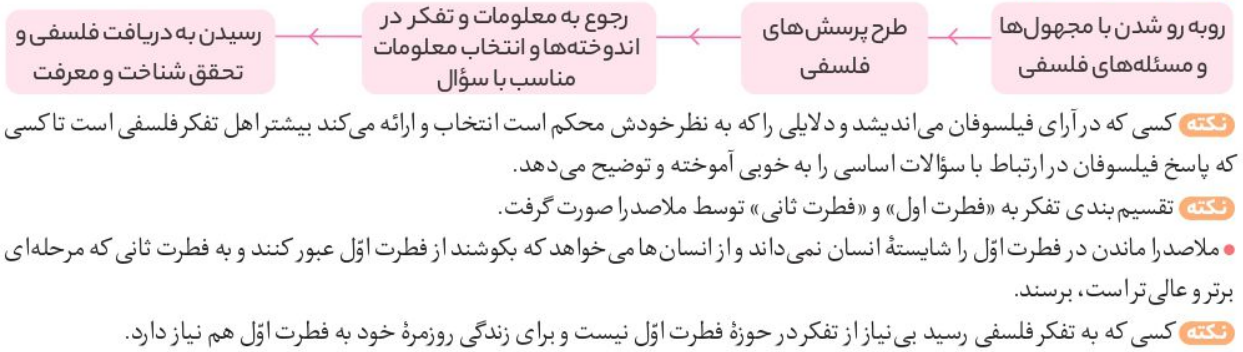 روبه رو شدن با مجهول‌ها
و مسئله‌های فلسفی
طرح پرسش‌های
فلسفی
رجوع به معلومات و تفکر در
اندوخته‌ها و انتخاب معلومات
مناسب با سؤال
رسیدن به دریافت فلسفی و
تحقق شناخت و معرفت
نکته کسی که در آرای فیلسوفان می‌اندیشد و دلایلی را که به نظر خودش محکم است انتخاب و ارائه می‌کند بیشتر اهل تفکر فلسفی است تا کسی
که پاسخ فیلسوفان در ارتباط با سؤالات اساسی را به خوبی آموخته و توضیح می‌دهد.
نکته تقسیم‌بندی تفکر به «فطرت اول» و «فطرت ثانی» توسط ملاصدرا صورت گرفت.
• ملاصدرا ماندن در فطرت اوّل را شایستهٔ انسان نمی‌داند و از انسان‌ها می‌خواهد که بکوشند از فطرت اوّل عبور کنند و به فطرت ثانی که مرحله‌ای
برتر و عالی‌تر است، برسند.
نکته کسی که به تفکر فلسفی رسید بی‌نیاز از تفکر در حوزهٔ فطرت اوّل نیست و برای زندگی روزمرهٔ خود به فطرت اوّل هم نیاز دارد.